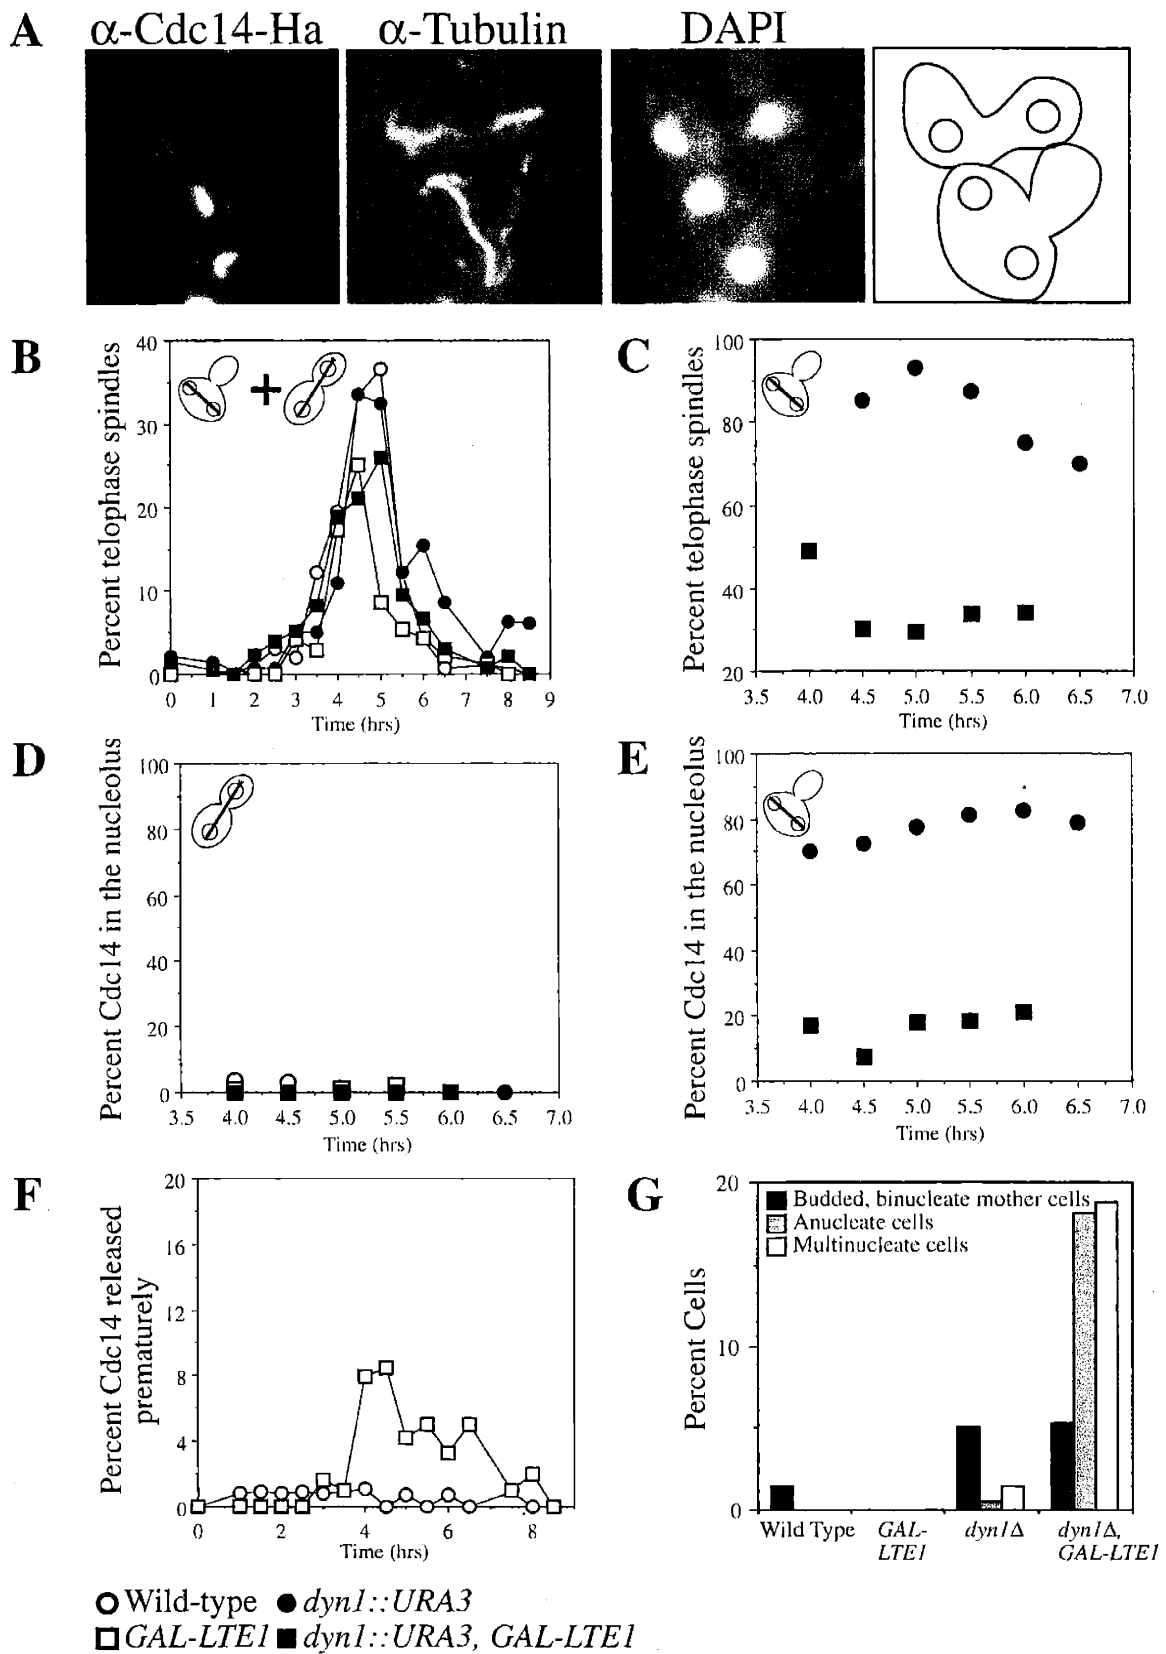 A
α-Cdc14-Ha
α-Tubulin
DAPI
B
Percent telophase spindles
40
30
20
10
0
0 1 2 3 4 5 6 7 8 9
Time (hrs)
C
Percent telophase spindles
100
80
60
40
20
3.5 4.0 4.5 5.0 5.5 6.0 6.5 7.0
Time (hrs)
D
Percent Cdc14 in the nucleolus
100
80
60
40
20
0
3.5 4.0 4.5 5.0 5.5 6.0 6.5 7.0
Time (hrs)
E
Percent Cdc14 in the nucleolus
100
80
60
40
20
0
3.5 4.0 4.5 5.0 5.5 6.0 6.5 7.0
Time (hrs)
F
Percent Cdc14 released
prematurely
20
16
12
8
4
0
0 2 4 6 8
Time (hrs)
G
Percent Cells
20
10
0
Budded, binucleate mother cells
Anucleate cells
Multinucleate cells
Wild Type
GAL-
LTE1
dyn1Δ
dyn1Δ,
GAL-LTE1
Wild-type
dyn1::URA3
GAL-LTE1
dyn1::URA3, GAL-LTE1